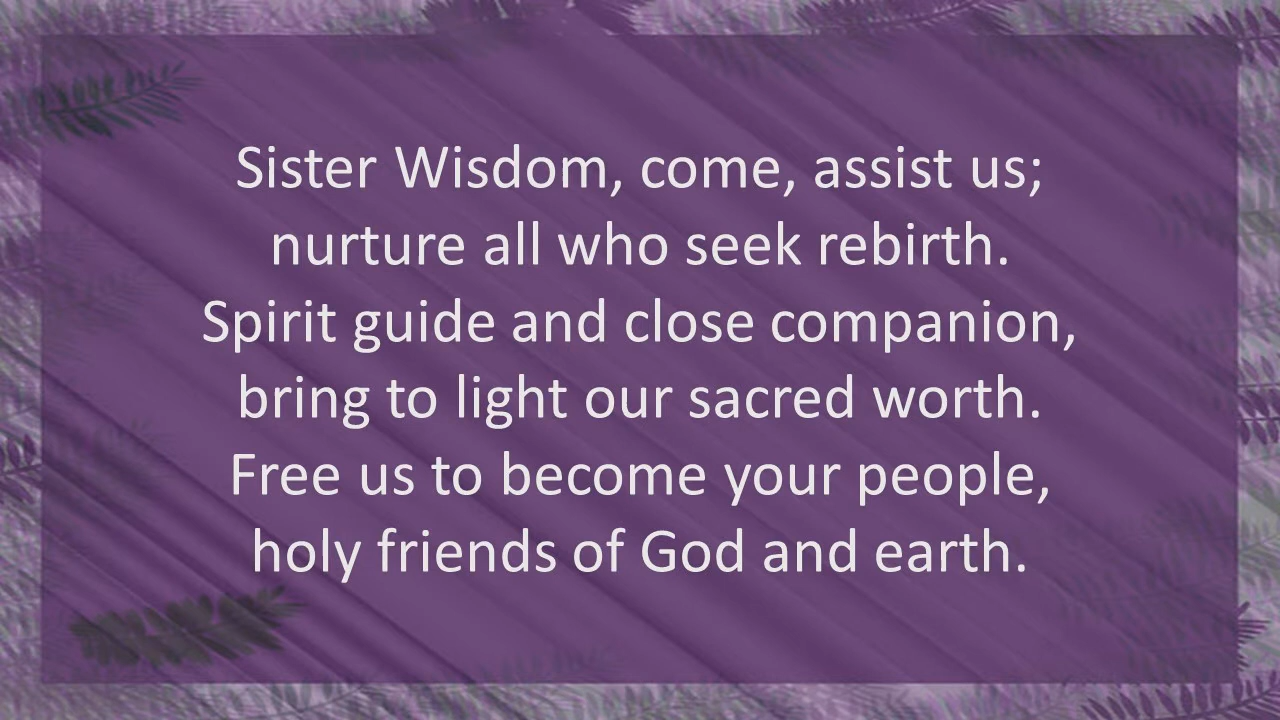 Sister Wisdom, come, assist us;
nurture all who seek rebirth.
Spirit guide and close companion,
bring to light our sacred worth.
Free us to become your people,
holy friends of God and earth.